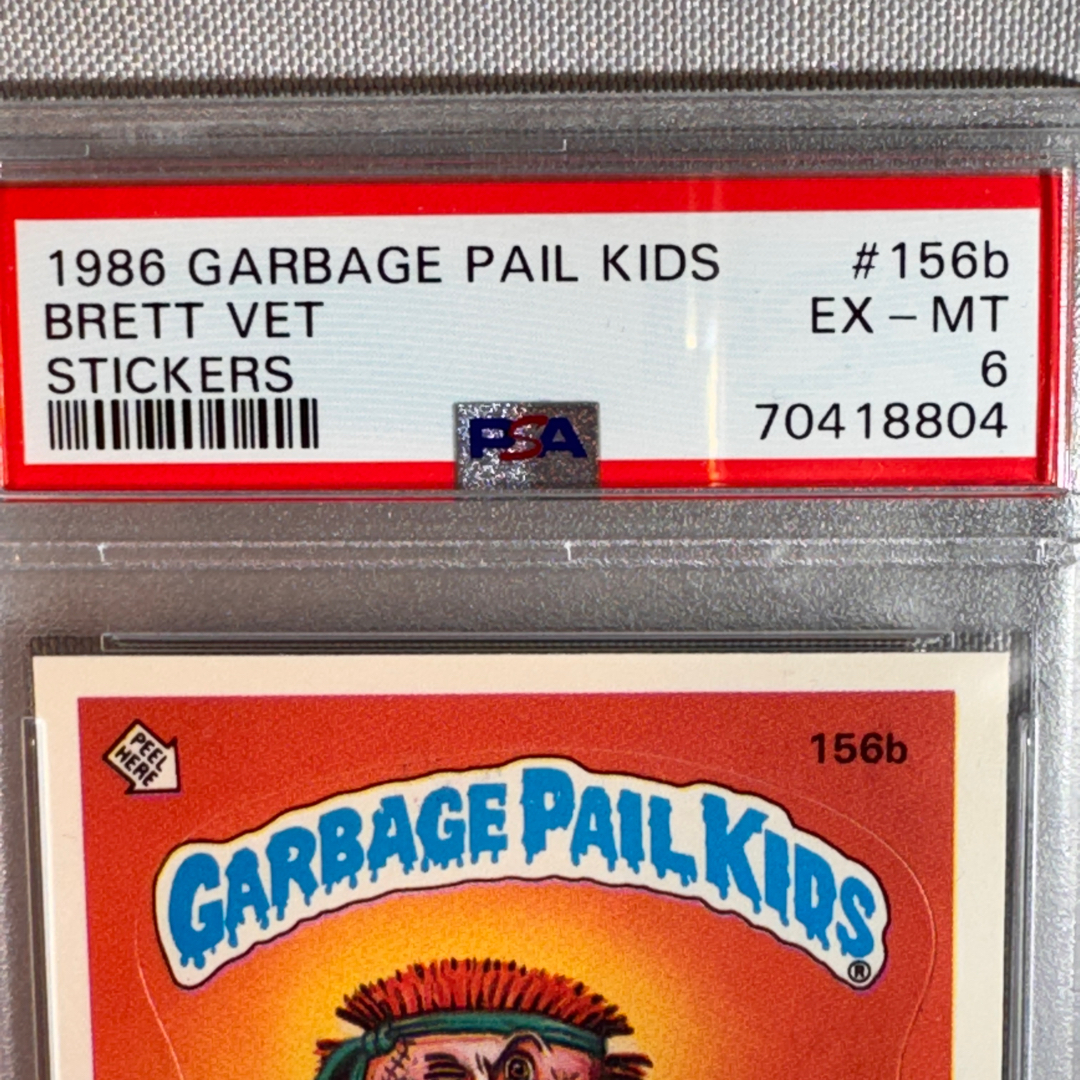 1986 GARBAGE PAIL KIDS #156b
BRETT VET EX - MT
STICKERS 6
70418804
PSA
PEEL
HERE
156b
GARBAGE PAIL KIDS
®